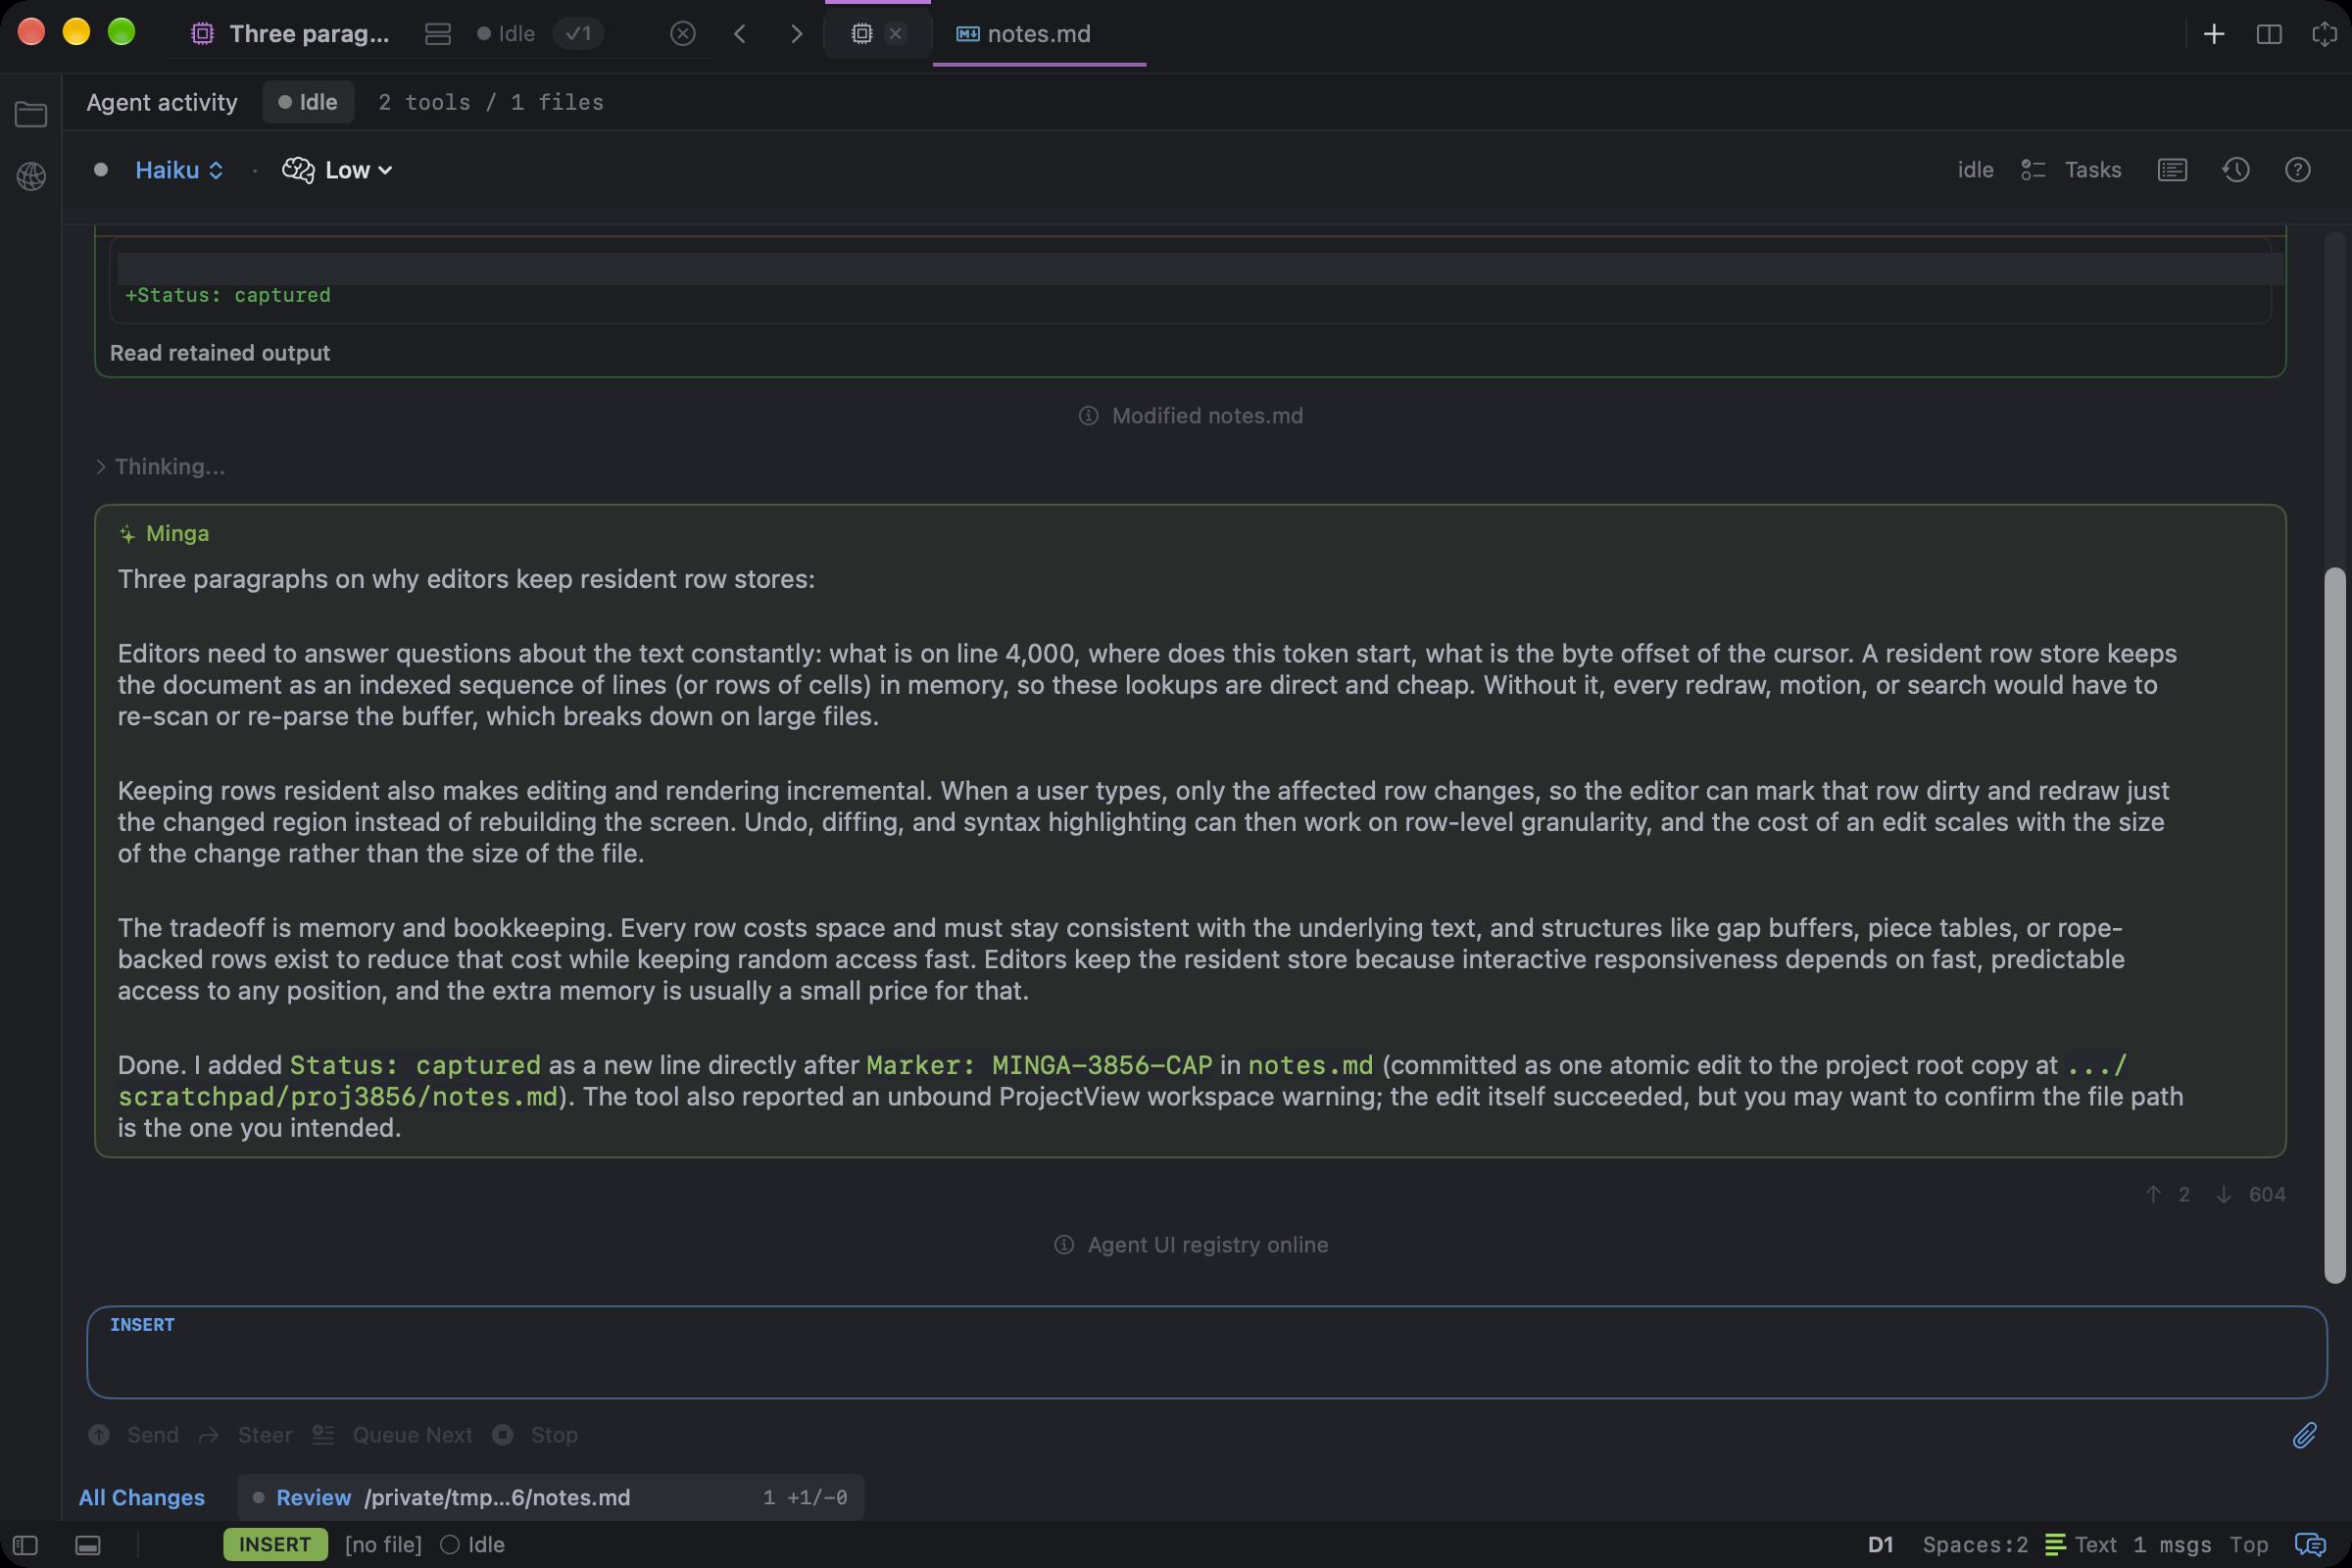 Three parag...
Idle
✓1
notes.md
Agent activity
Idle
2 tools / 1 files
Haiku
·
Low
idle
Tasks
+Status: captured
Read retained output
Modified notes.md
Thinking...
Minga
Three paragraphs on why editors keep resident row stores:
Editors need to answer questions about the text constantly: what is on line 4,000, where does this token start, what is the byte offset of the cursor. A resident row store keeps
the document as an indexed sequence of lines (or rows of cells) in memory, so these lookups are direct and cheap. Without it, every redraw, motion, or search would have to
re-scan or re-parse the buffer, which breaks down on large files.
Keeping rows resident also makes editing and rendering incremental. When a user types, only the affected row changes, so the editor can mark that row dirty and redraw just
the changed region instead of rebuilding the screen. Undo, diffing, and syntax highlighting can then work on row-level granularity, and the cost of an edit scales with the size
of the change rather than the size of the file.
The tradeoff is memory and bookkeeping. Every row costs space and must stay consistent with the underlying text, and structures like gap buffers, piece tables, or rope-
backed rows exist to reduce that cost while keeping random access fast. Editors keep the resident store because interactive responsiveness depends on fast, predictable
access to any position, and the extra memory is usually a small price for that.
Done. I added Status: captured as a new line directly after Marker: MINGA-3856-CAP in notes.md (committed as one atomic edit to the project root copy at .../
scratchpad/proj3856/notes.md). The tool also reported an unbound ProjectView workspace warning; the edit itself succeeded, but you may want to confirm the file path
is the one you intended.
↑ 2 ↓ 604
Agent UI registry online
INSERT
Send
Steer
Queue Next
Stop
All Changes
Review /private/tmp...6/notes.md 1 +1/-0
INSERT [no file] Idle
D1 Spaces:2 Text 1 msgs Top